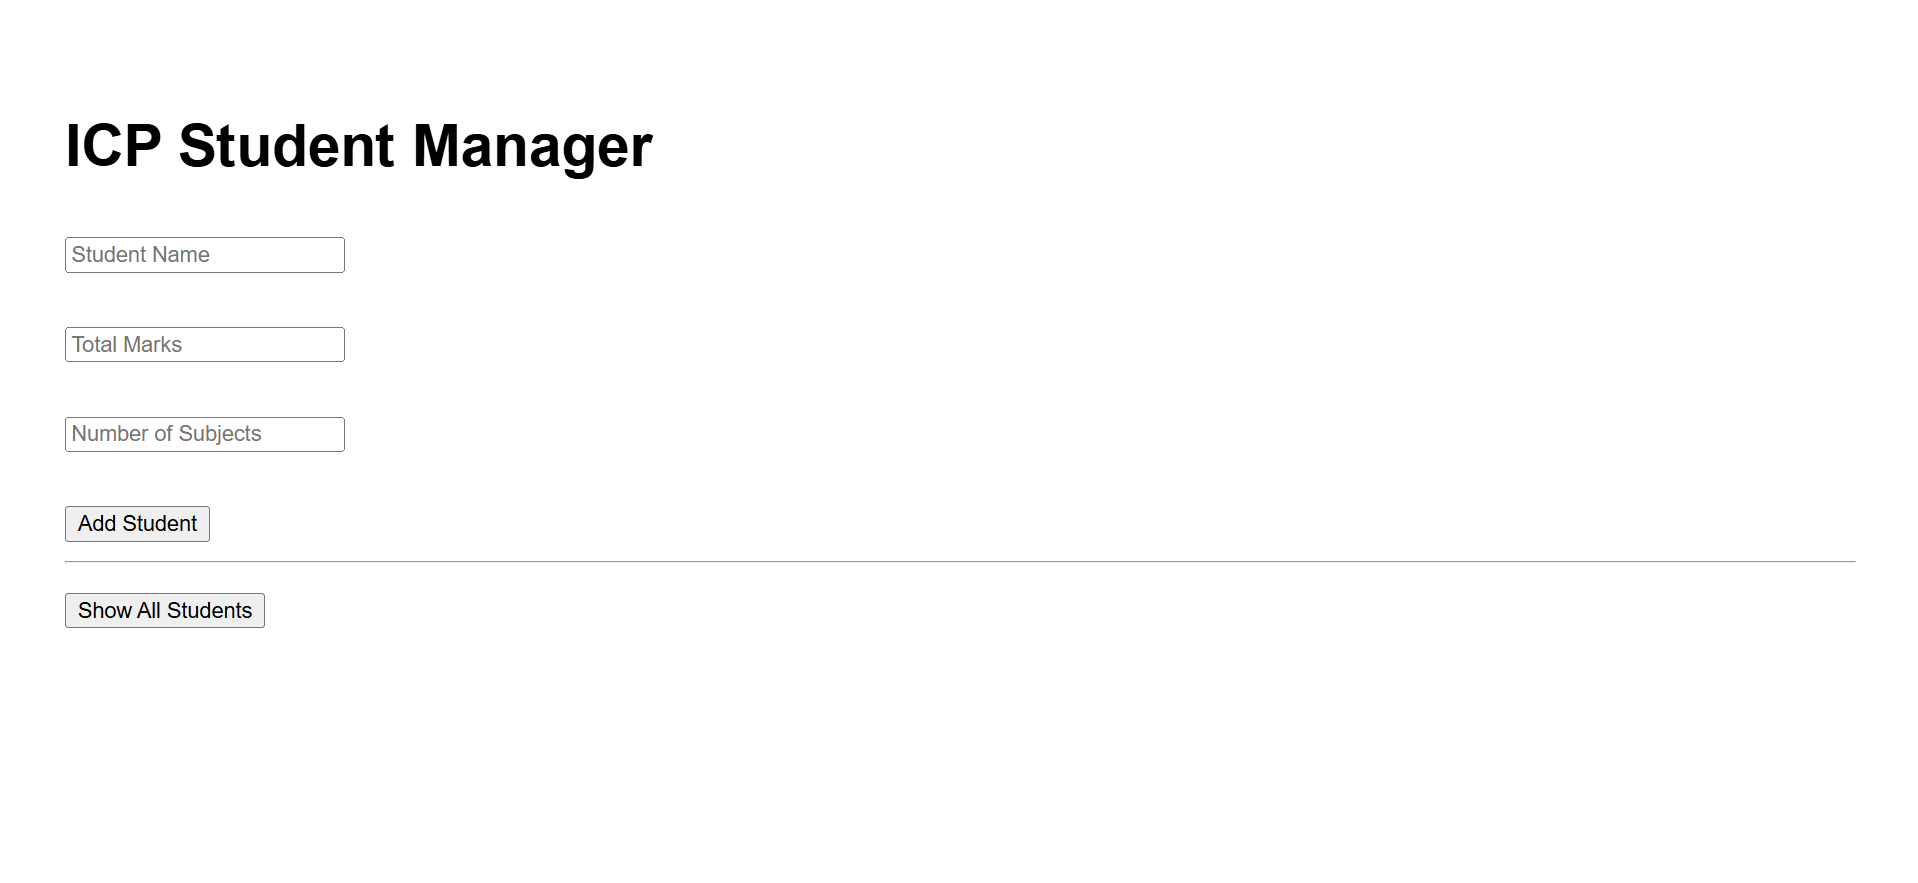 ICP Student Manager
Student Name
Total Marks
Number of Subjects
Add Student
Show All Students